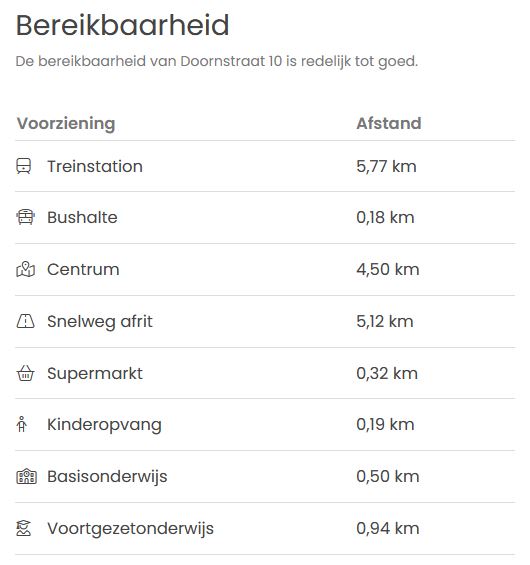 Bereikbaarheid
De bereikbaarheid van Doornstraat 10 is redelijk tot goed.
Voorziening Afstand
Treinstation 5,77 km
Bushalte 0,18 km
Centrum 4,50 km
Snelweg afrit 5,12 km
Supermarkt 0,32 km
Kinderopvang 0,19 km
Basisonderwijs 0,50 km
Voortgezetonderwijs 0,94 km